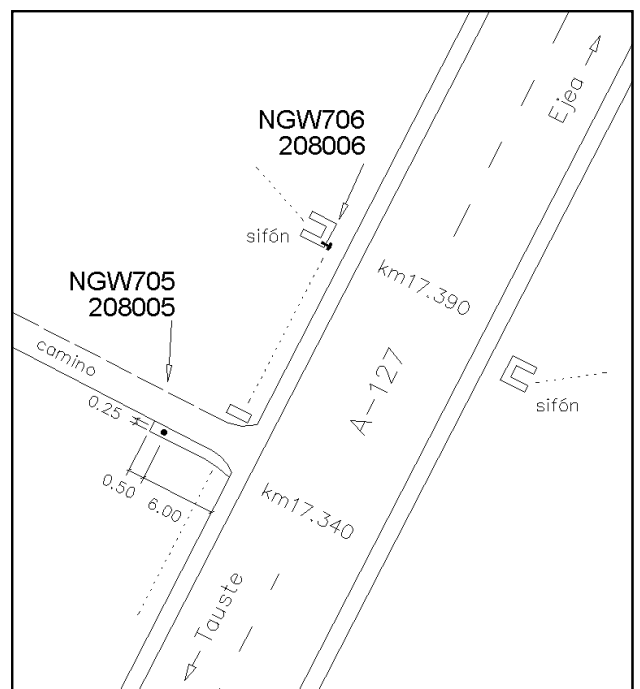 Ejea
NGW706
208006
sifón
km17.390
NGW705
208005
camino
A-127
sifón
0.25
0.50
6.00
km17.340
Tauste